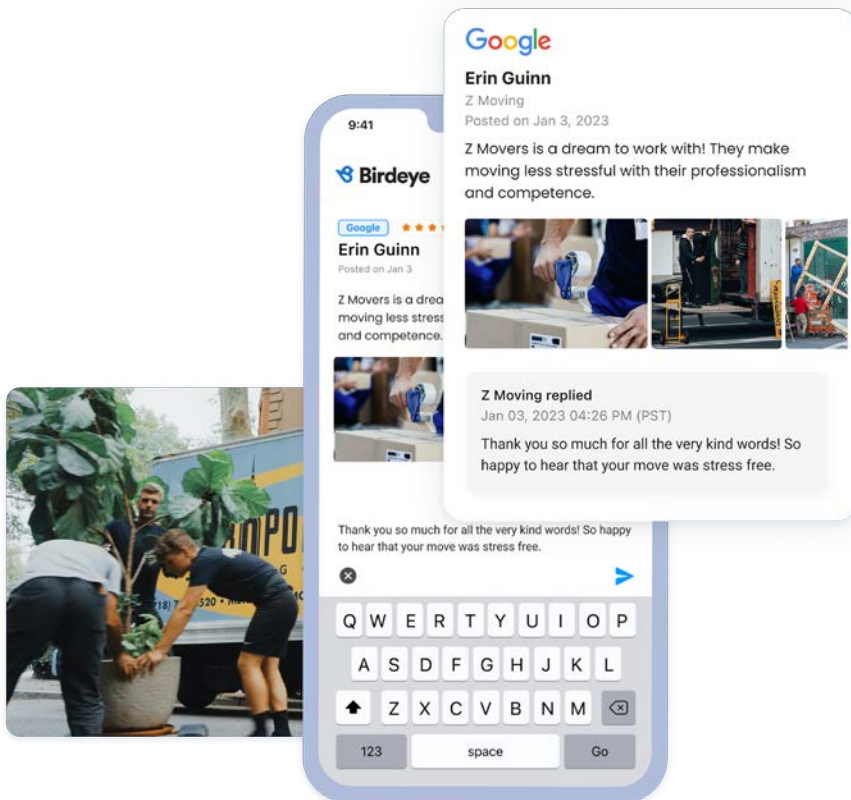 Google
Erin Guinn
Z Moving
Posted on Jan 3, 2023
Z Movers is a dream to work with! They make
moving less stressful with their professionalism
and competence.
Z Moving replied
Jan 03, 2023 04:26 PM (PST)
Thank you so much for all the very kind words! So
happy to hear that your move was stress free.
9:41
Birdeye
Google
Erin Guinn
Posted on Jan 3
Z Movers is a
moving less
and competence.
Thank you so much for all the very kind words! So happy
to hear that your move was stress free.
Q W E R T Y U I O P
A S D F G H J K L
Z X C V B N M
123 space Go